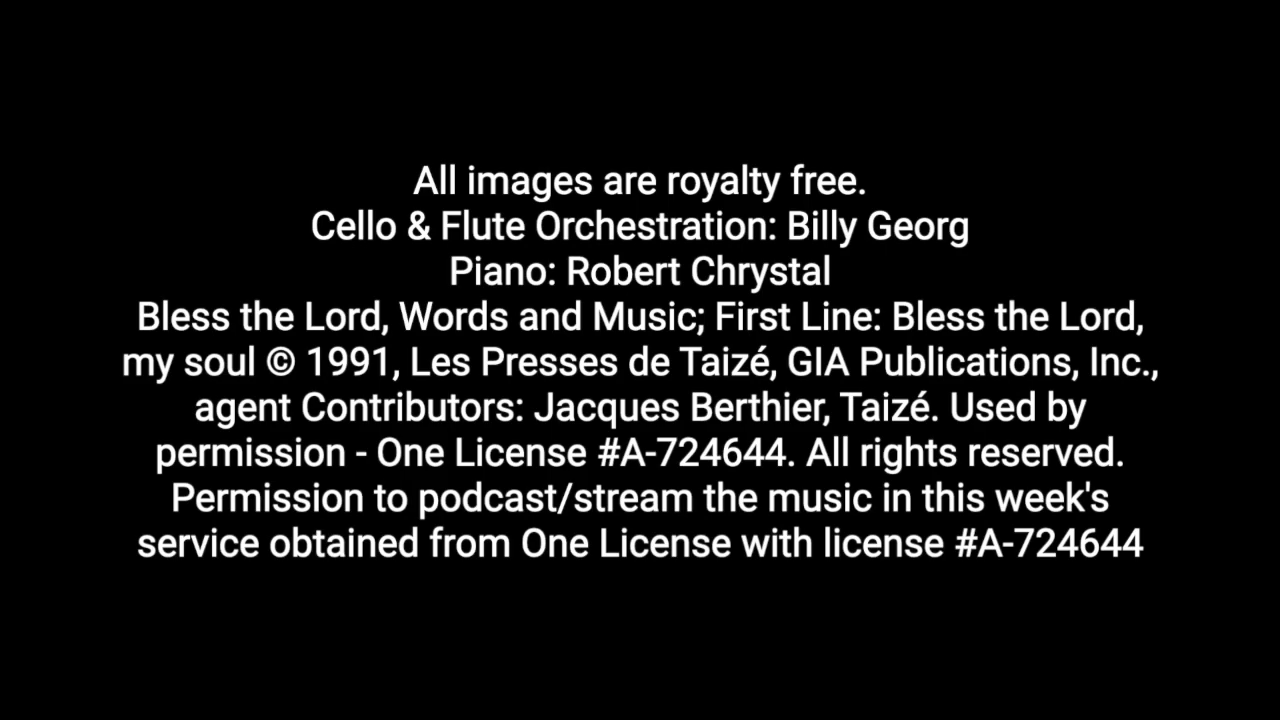 All images are royalty free.
Cello & Flute Orchestration: Billy Georg
Piano: Robert Chrystal
Bless the Lord, Words and Music; First Line: Bless the Lord,
my soul © 1991, Les Presses de Taizé, GIA Publications, Inc.,
agent Contributors: Jacques Berthier, Taizé. Used by
permission - One License #A-724644. All rights reserved.
Permission to podcast/stream the music in this week's
service obtained from One License with license #A-724644